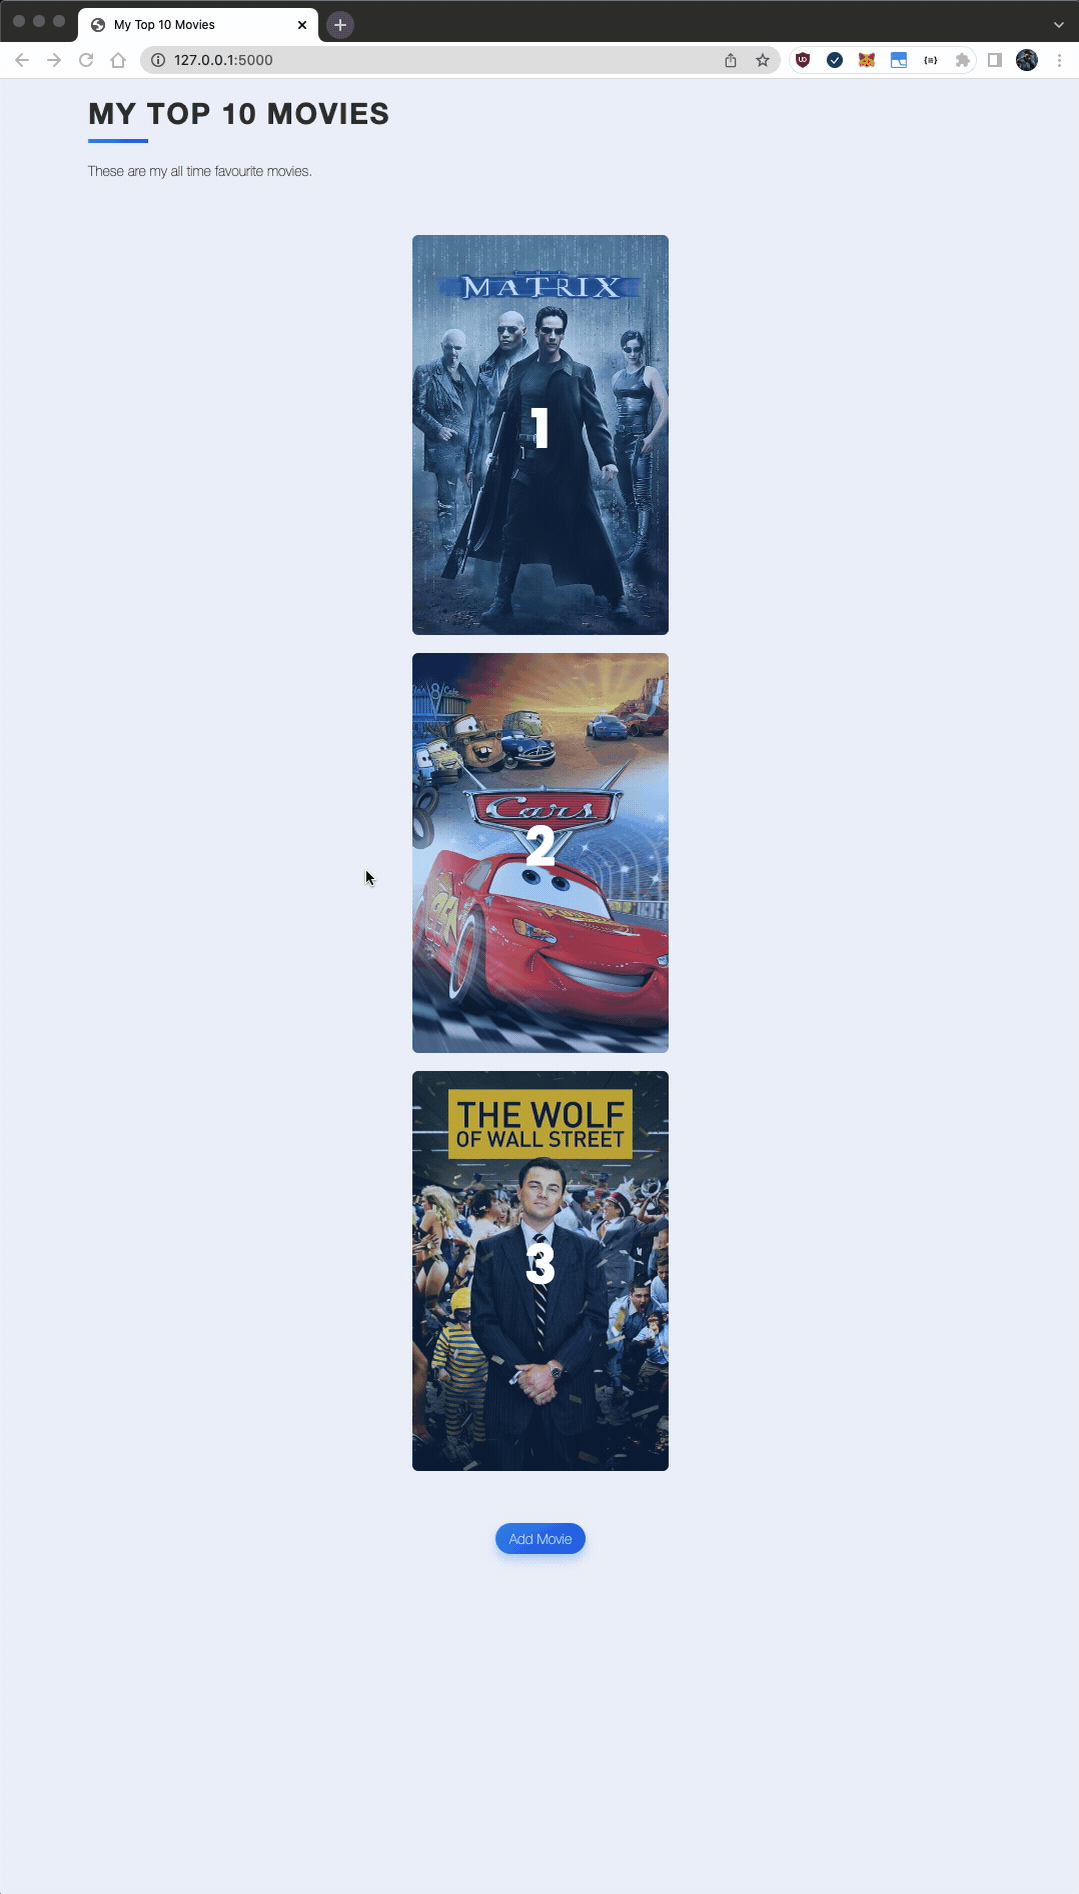 My Top 10 Movies
127.0.0.1:5000
MY TOP 10 MOVIES
These are my all time favourite movies.
MATRIX
1
Cars
2
THE WOLF
OF WALL STREET
3
Add Movie